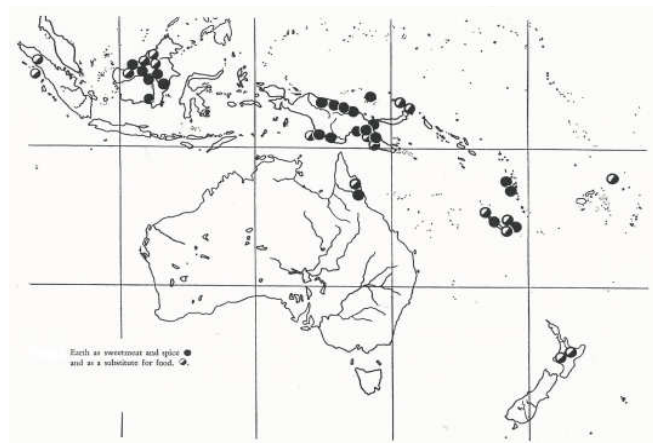 Earth as sweetmeat and spice
and as a substitute for food.